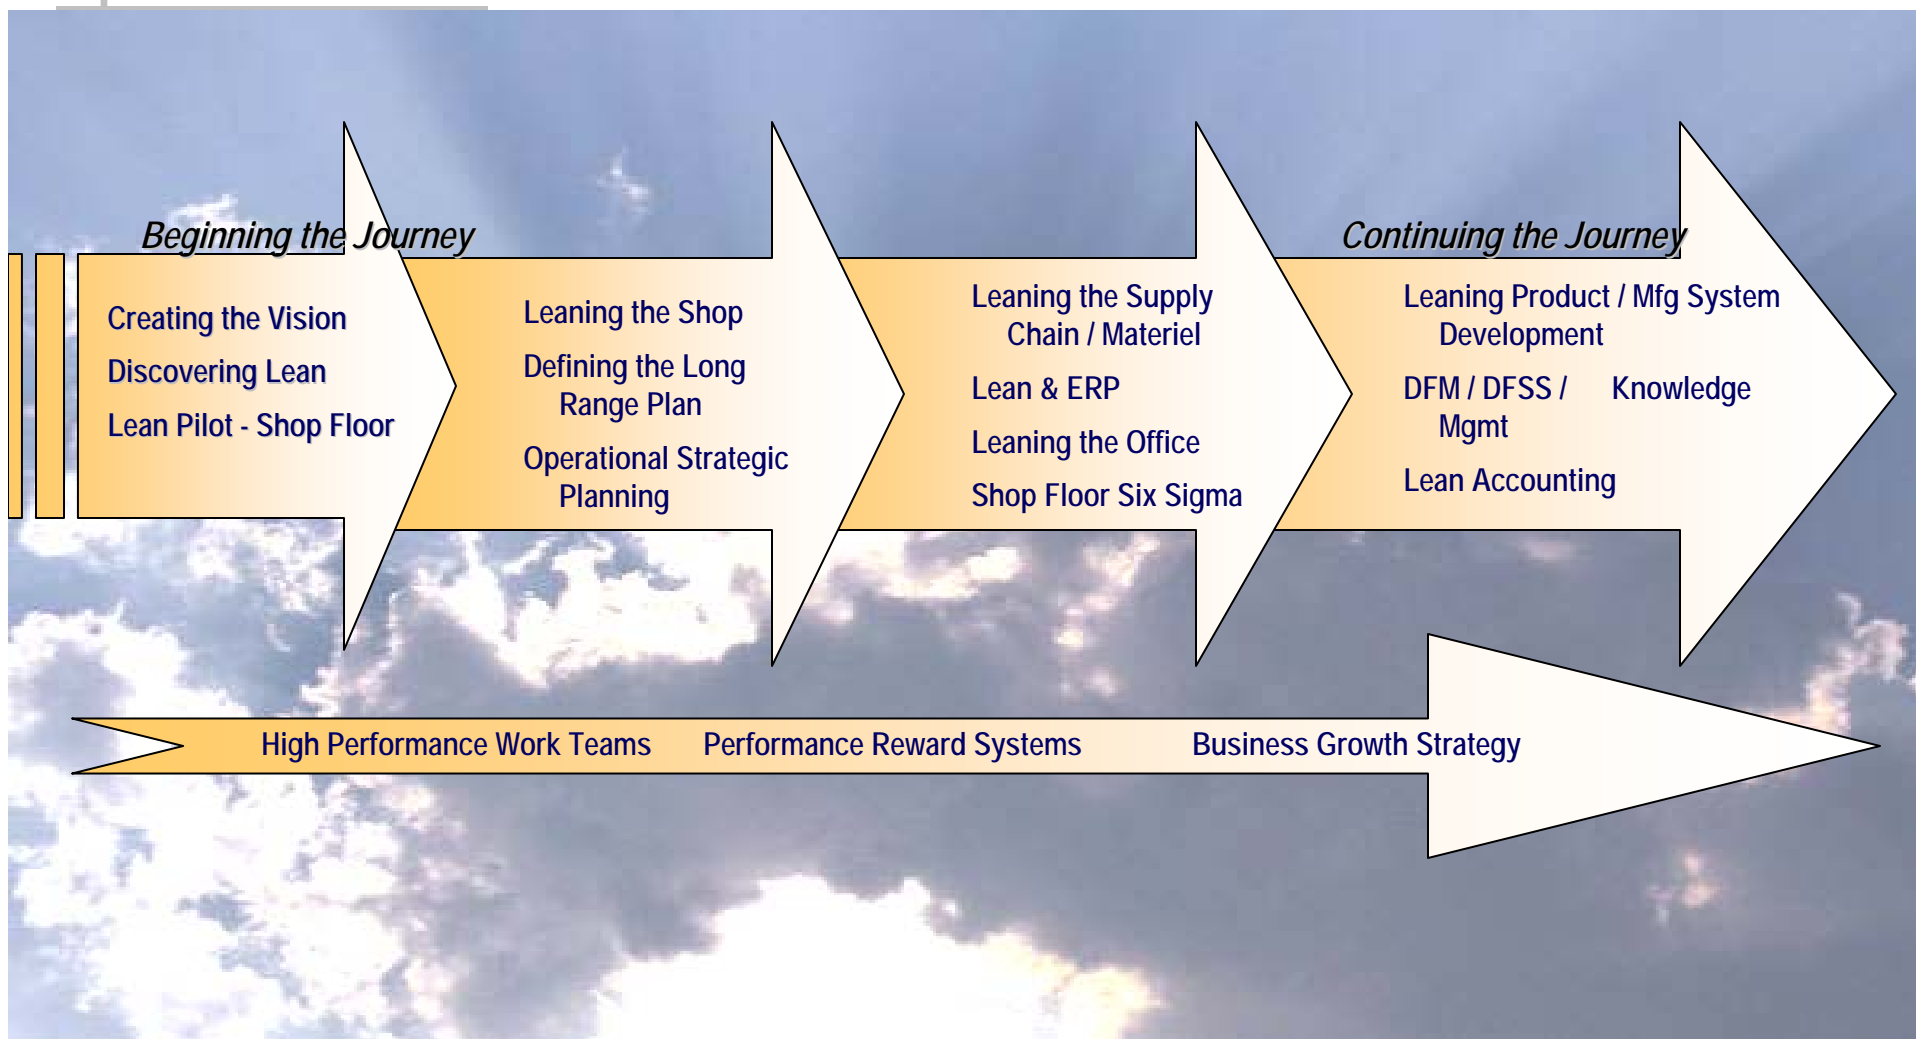 Beginning the Journey
Continuing the Journey
Creating the Vision
Discovering Lean
Lean Pilot - Shop Floor
Leaning the Shop
Defining the Long
Range Plan
Operational Strategic
Planning
Leaning the Supply
Chain / Materiel
Lean & ERP
Leaning the Office
Shop Floor Six Sigma
Leaning Product / Mfg System
Development
DFM / DFSS / Knowledge
Mgmt
Lean Accounting
High Performance Work Teams Performance Reward Systems Business Growth Strategy